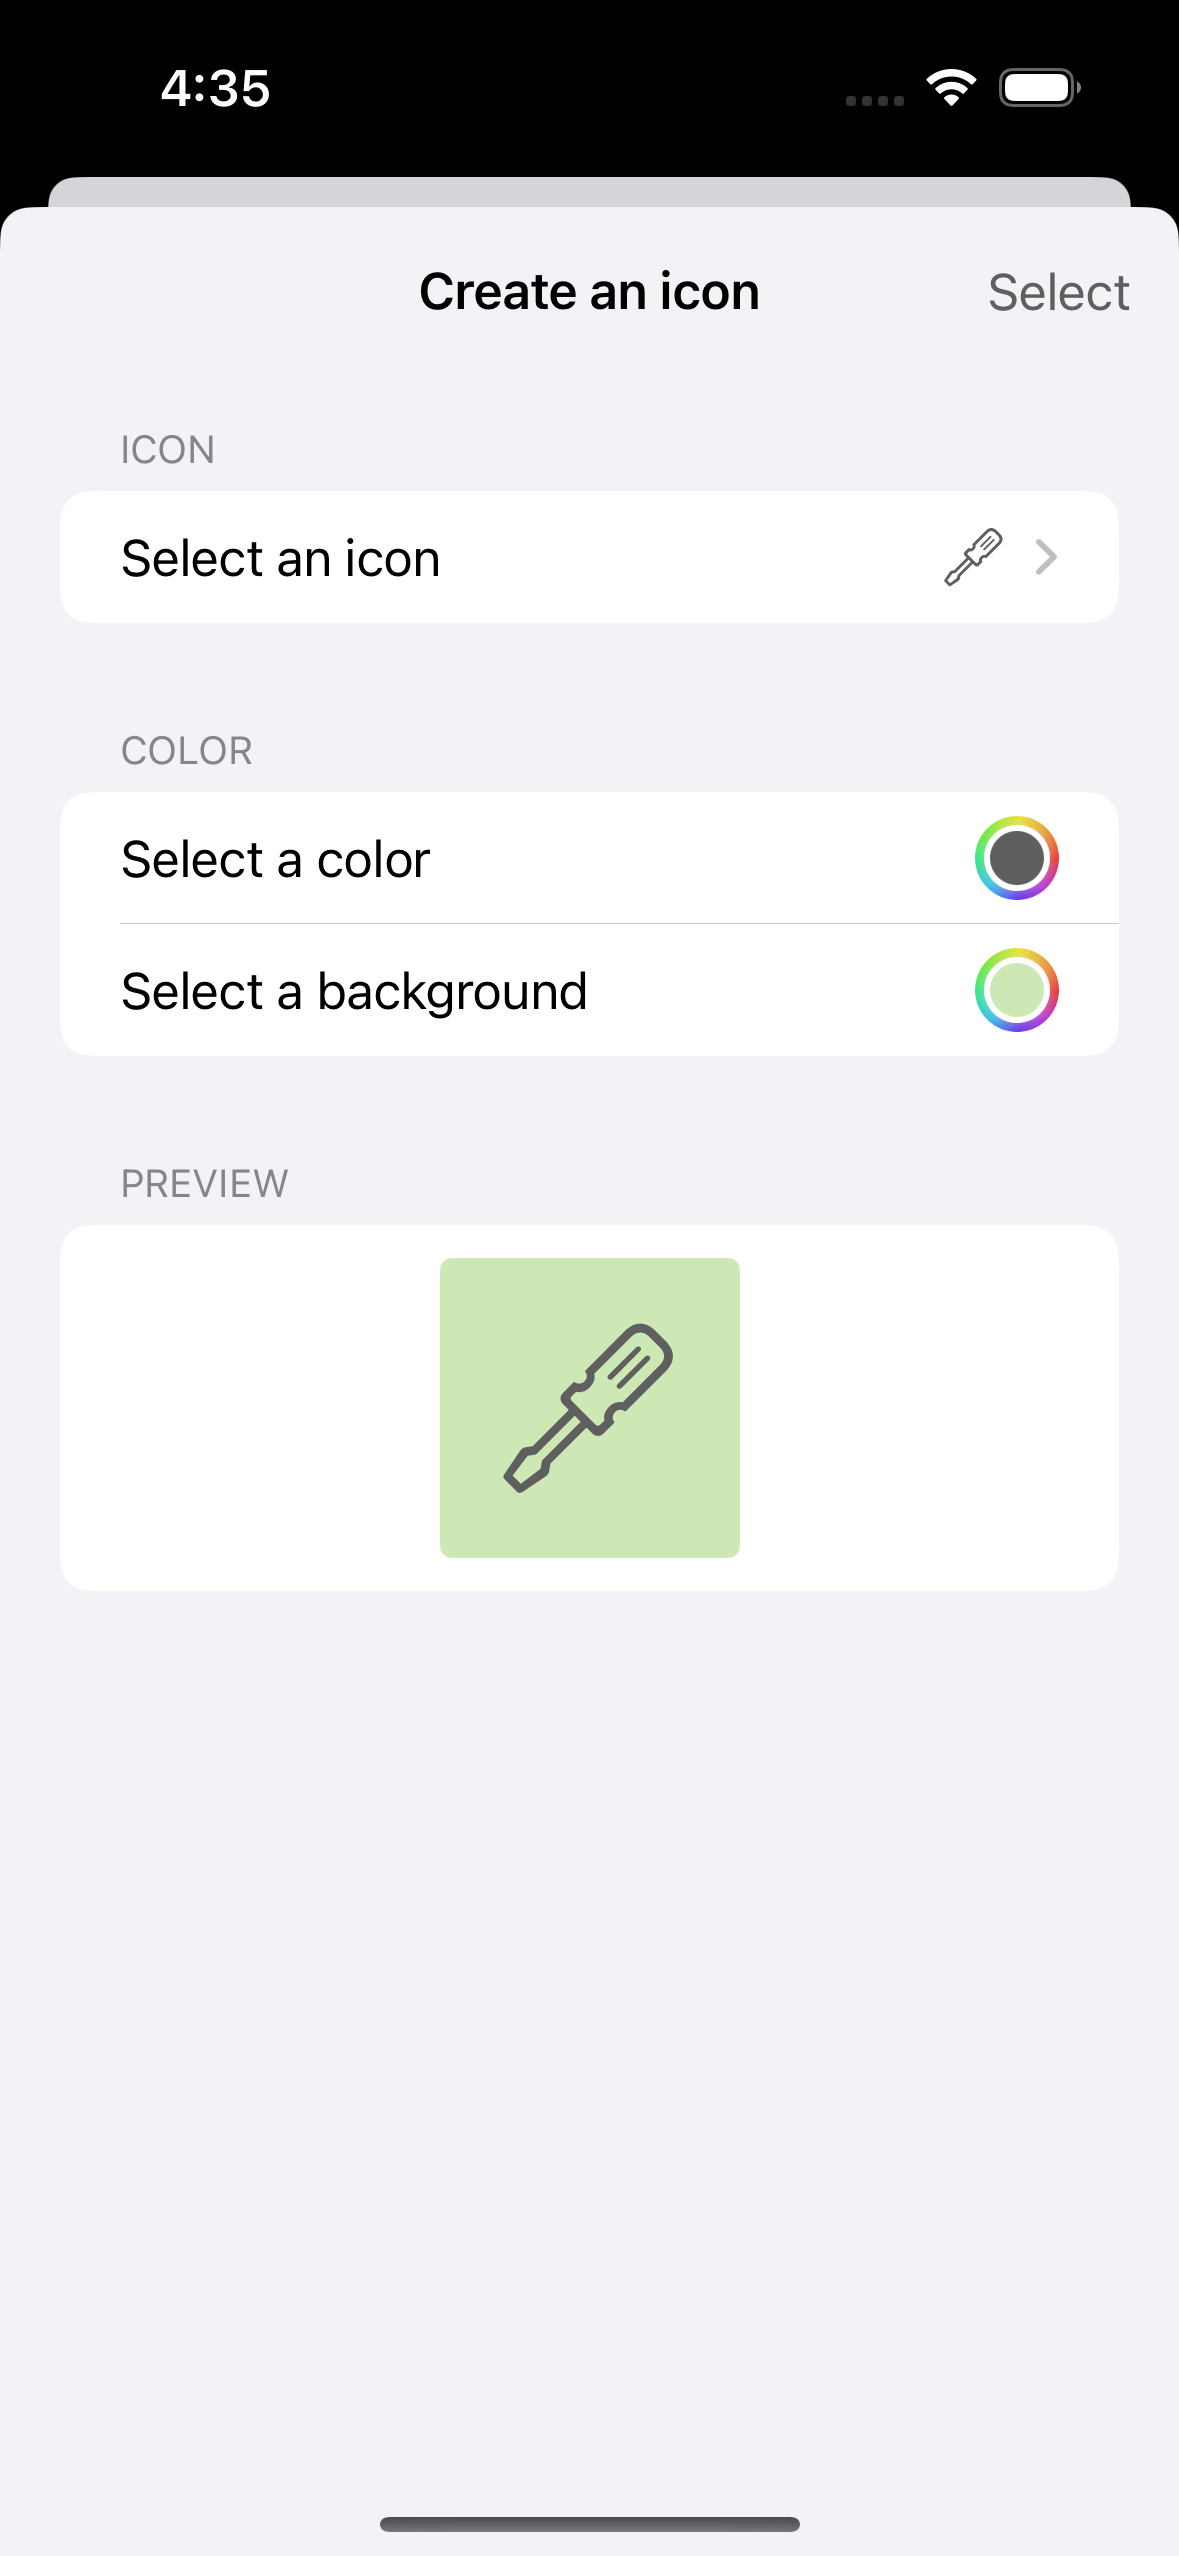 4:35
Create an icon
Select
ICON
Select an icon
COLOR
Select a color
Select a background
PREVIEW